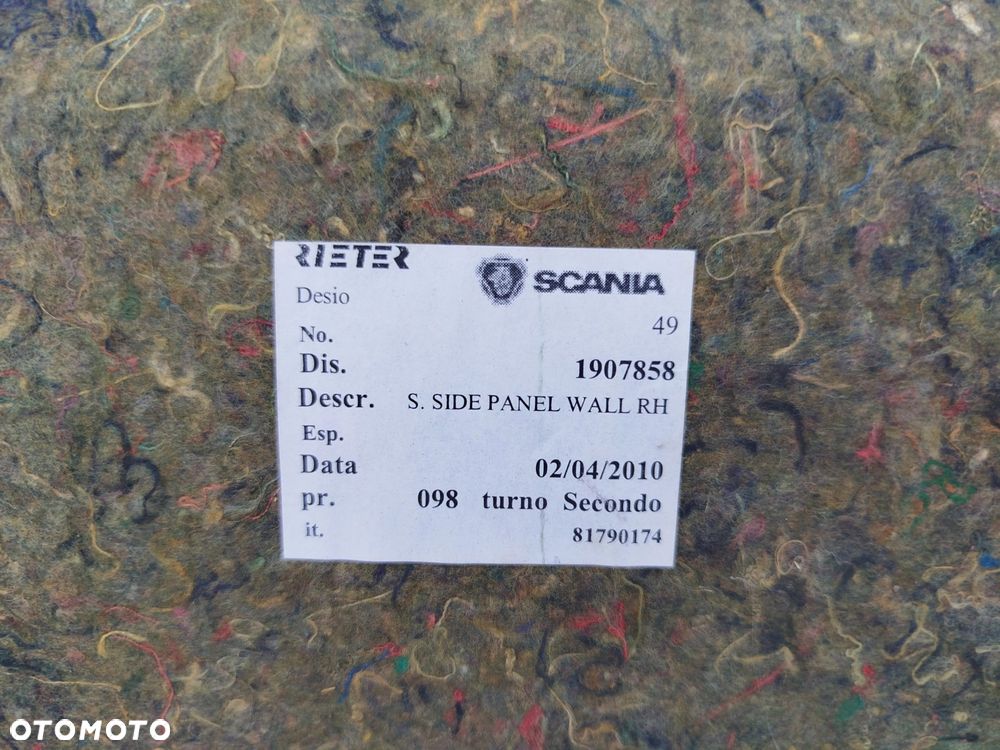 RIETER
SCANIA
Desio
No. 49
Dis. 1907858
Descr. S. SIDE PANEL WALL RH
Esp.
Data 02/04/2010
pr. 098 turno Secondo
it. 81790174
OTOMOTO